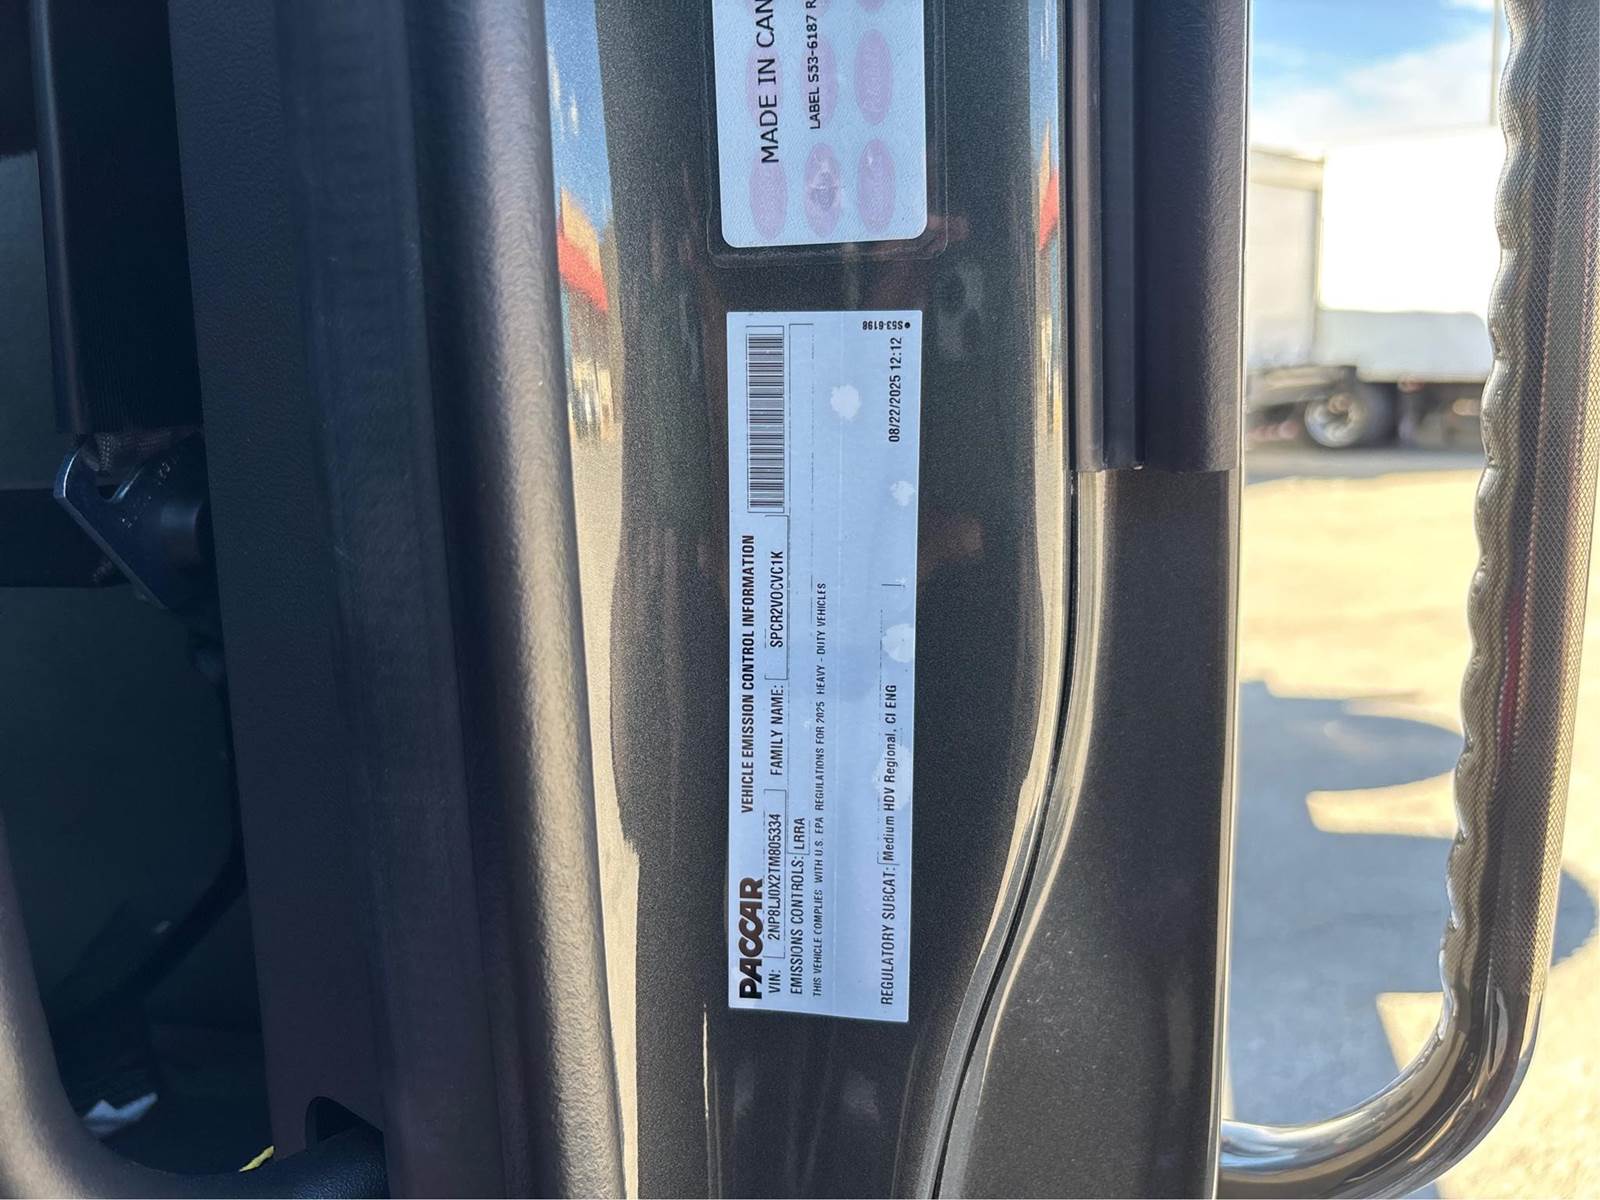 MADE IN CAN
LABEL S53-6187 R
S53-6198
PACCAR
VEHICLE EMISSION CONTROL INFORMATION
VIN: 2NP8LJ0X2TM805334 FAMILY NAME: SPCR2VOCVC1K
EMISSIONS CONTROLS: LRRA
THIS VEHICLE COMPLIES WITH U.S. EPA REGULATIONS FOR 2025 HEAVY - DUTY VEHICLES
REGULATORY SUBCAT: Medium HDV Regional, CI ENG
08/22/2025 12:12